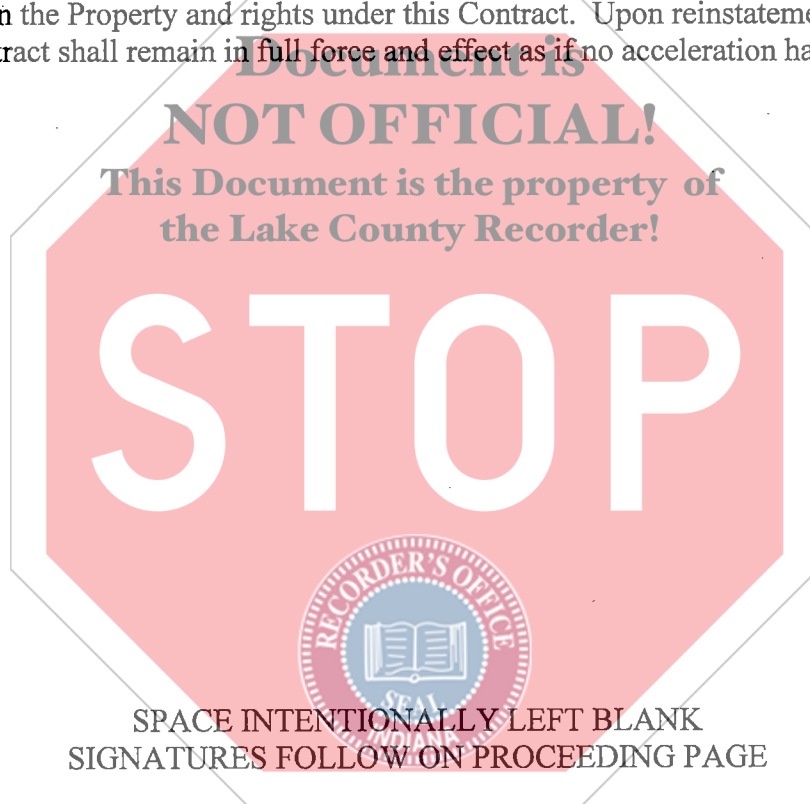 n the Property and rights under this Contract. Upon reinstateme
ract shall remain in full force and effect as if no acceleration ha
Document is
NOT OFFICIAL!
This Document is the property of
the Lake County Recorder!
STOP
RECORDER'S OFFICE
SEAL
INDIANA
SPACE INTENTIONALLY LEFT BLANK
SIGNATURES FOLLOW ON PROCEEDING PAGE